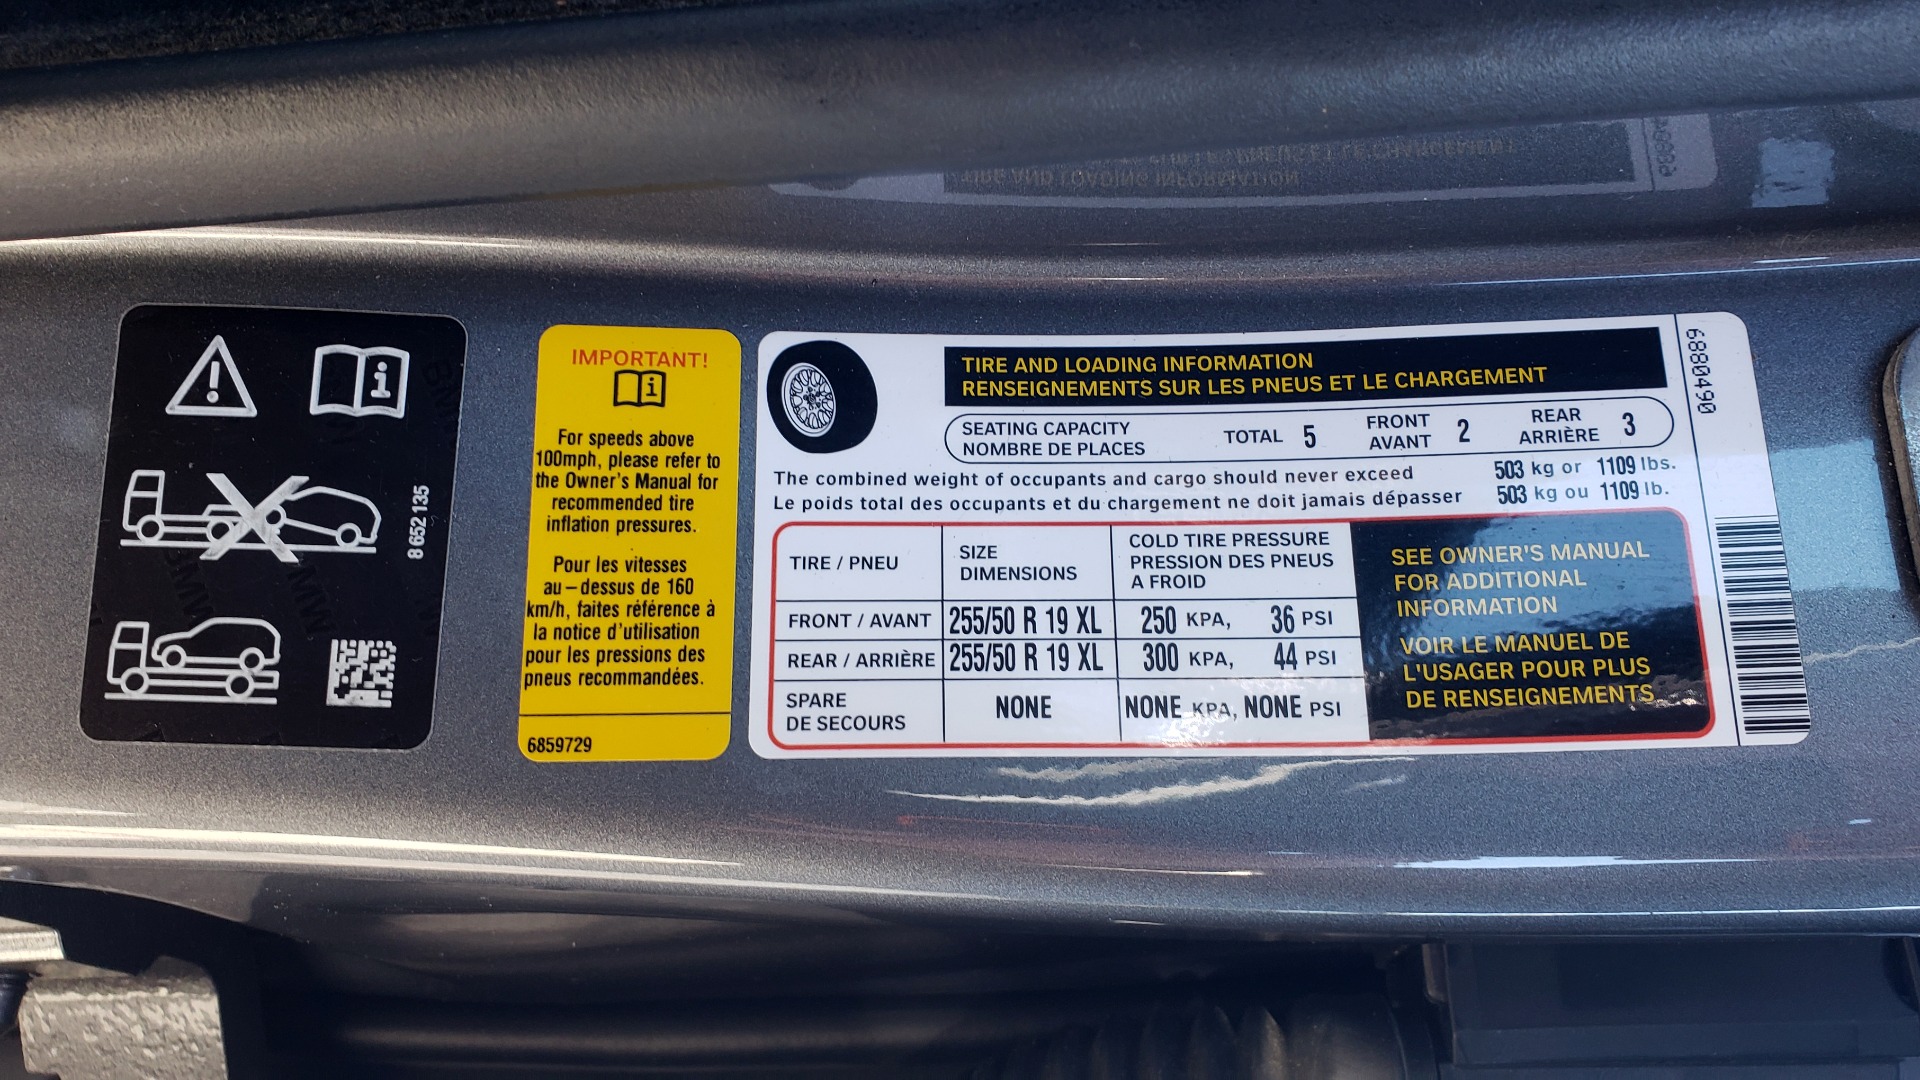 8 652 135
IMPORTANT!
For speeds above
100mph, please refer to
the Owner's Manual for
recommended tire
inflation pressures.
Pour les vitesses
au – dessus de 160
km/h, faites référence à
la notice d'utilisation
pour les pressions des
pneus recommandées.
6859729
TIRE AND LOADING INFORMATION
RENSEIGNEMENTS SUR LES PNEUS ET LE CHARGEMENT
6880490
SEATING CAPACITY
NOMBRE DE PLACES
TOTAL 5
FRONT
AVANT 2
REAR
ARRIÈRE 3
The combined weight of occupants and cargo should never exceed 503 kg or 1109 lbs.
Le poids total des occupants et du chargement ne doit jamais dépasser 503 kg ou 1109 lb.
TIRE / PNEU
SIZE
DIMENSIONS
COLD TIRE PRESSURE
PRESSION DES PNEUS
A FROID
FRONT / AVANT 255/50 R 19 XL 250 KPA, 36 PSI
REAR / ARRIÈRE 255/50 R 19 XL 300 KPA, 44 PSI
SPARE
DE SECOURS
NONE NONE KPA, NONE PSI
SEE OWNER'S MANUAL
FOR ADDITIONAL
INFORMATION
VOIR LE MANUEL DE
L'USAGER POUR PLUS
DE RENSEIGNEMENTS